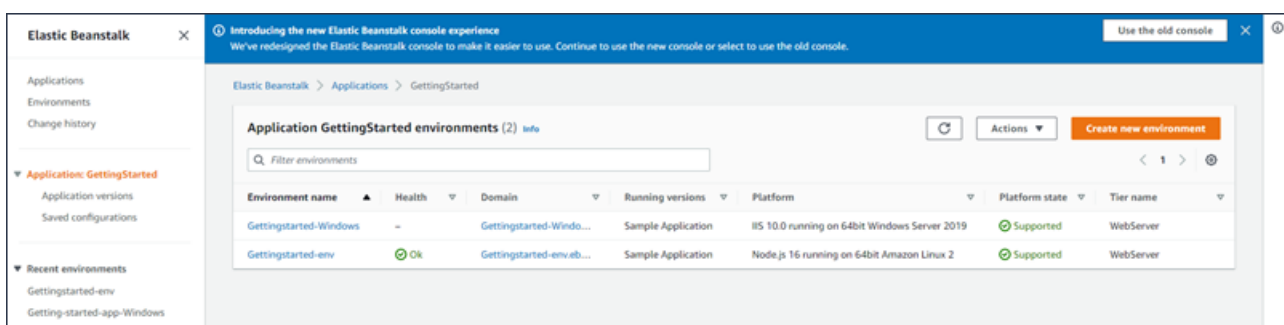 Elastic Beanstalk
Applications
Environments
Change history
Application: GettingStarted
Application versions
Saved configurations
Recent environments
Gettingstarted-env
Getting-started-app-Windows
Introducing the new Elastic Beanstalk console experience
We've redesigned the Elastic Beanstalk console to make it easier to use. Continue to use the new console or select to use the old console.
Use the old console
Elastic Beanstalk > Applications > GettingStarted
Application GettingStarted environments (2) Info
Actions
Create new environment
Filter environments
< 1 >
Environment name Health Domain Running versions Platform Platform state Tier name
Gettingstarted-Windows – Gettingstarted-Windo... Sample Application IIS 10.0 running on 64bit Windows Server 2019 Supported WebServer
Gettingstarted-env Ok Gettingstarted-env.eb... Sample Application Node.js 16 running on 64bit Amazon Linux 2 Supported WebServer